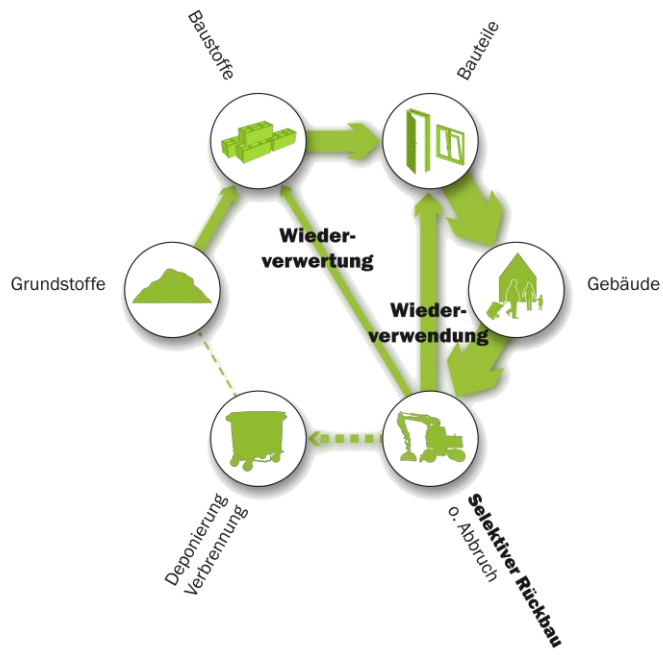 Baustoffe
Bauteile
Wieder-
verwertung
Grundstoffe
Gebäude
Wieder-
verwendung
Deponierung
Verbrennung
Selektiver Rückbau
o. Abbruch